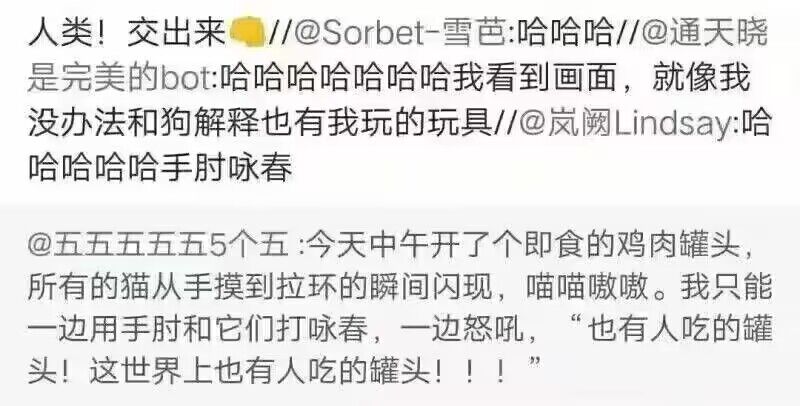 人类！交出来👊//@Sorbet-雪芭:哈哈哈//@通天晓
是完美的bot:哈哈哈哈哈哈哈我看到画面，就像我
没办法和狗解释也有我玩的玩具//@岚阙Lindsay:哈
哈哈哈哈手肘咏春
@五五五五五5个五 :今天中午开了个即食的鸡肉罐头，
所有的猫从手摸到拉环的瞬间闪现，喵喵嗷嗷。我只能
一边用手肘和它们打咏春，一边怒吼，“也有人吃的罐
头！这世界上也有人吃的罐头！！！”